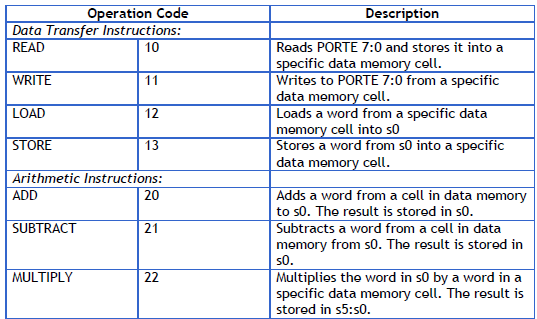 Operation Code Description
Data Transfer Instructions:
READ 10 Reads PORTE 7:0 and stores it into a
specific data memory cell.
WRITE 11 Writes to PORTE 7:0 from a specific
data memory cell.
LOAD 12 Loads a word from a specific data
memory cell into s0
STORE 13 Stores a word from s0 into a specific
data memory cell.
Arithmetic Instructions:
ADD 20 Adds a word from a cell in data memory
to s0. The result is stored in s0.
SUBTRACT 21 Subtracts a word from a cell in data
memory from s0. The result is stored in
s0.
MULTIPLY 22 Multiplies the word in s0 by a word in a
specific data memory cell. The result is
stored in s5:s0.